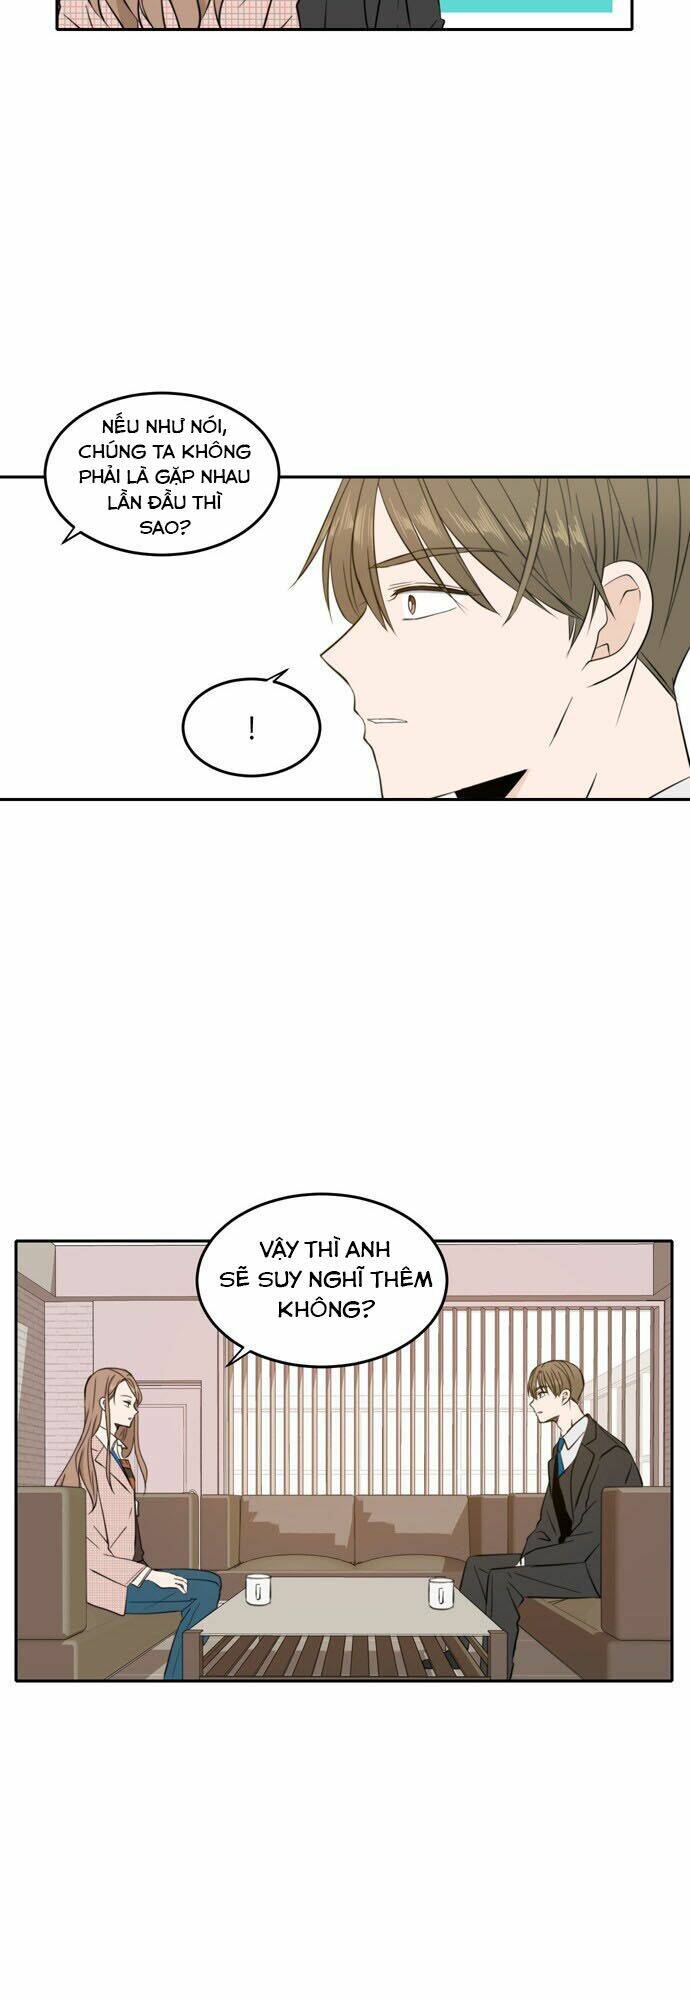 NẾU NHƯ NÓI,
CHÚNG TA KHÔNG
PHẢI LÀ GẶP NHAU
LẦN ĐẦU THÌ
SAO?
!
VẬY THÌ ANH
SẼ SUY NGHĨ THÊM
KHÔNG?